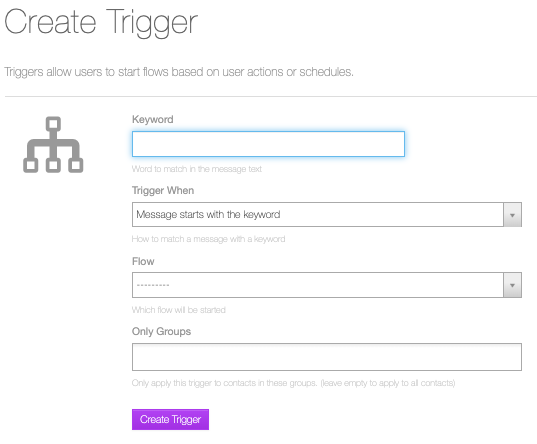 Create Trigger
Triggers allow users to start flows based on user actions or schedules.
Keyword
Word to match in the message text
Trigger When
Message starts with the keyword
How to match a message with a keyword
Flow
---------
Which flow will be started
Only Groups
Only apply this trigger to contacts in these groups. (leave empty to apply to all contacts)
Create Trigger